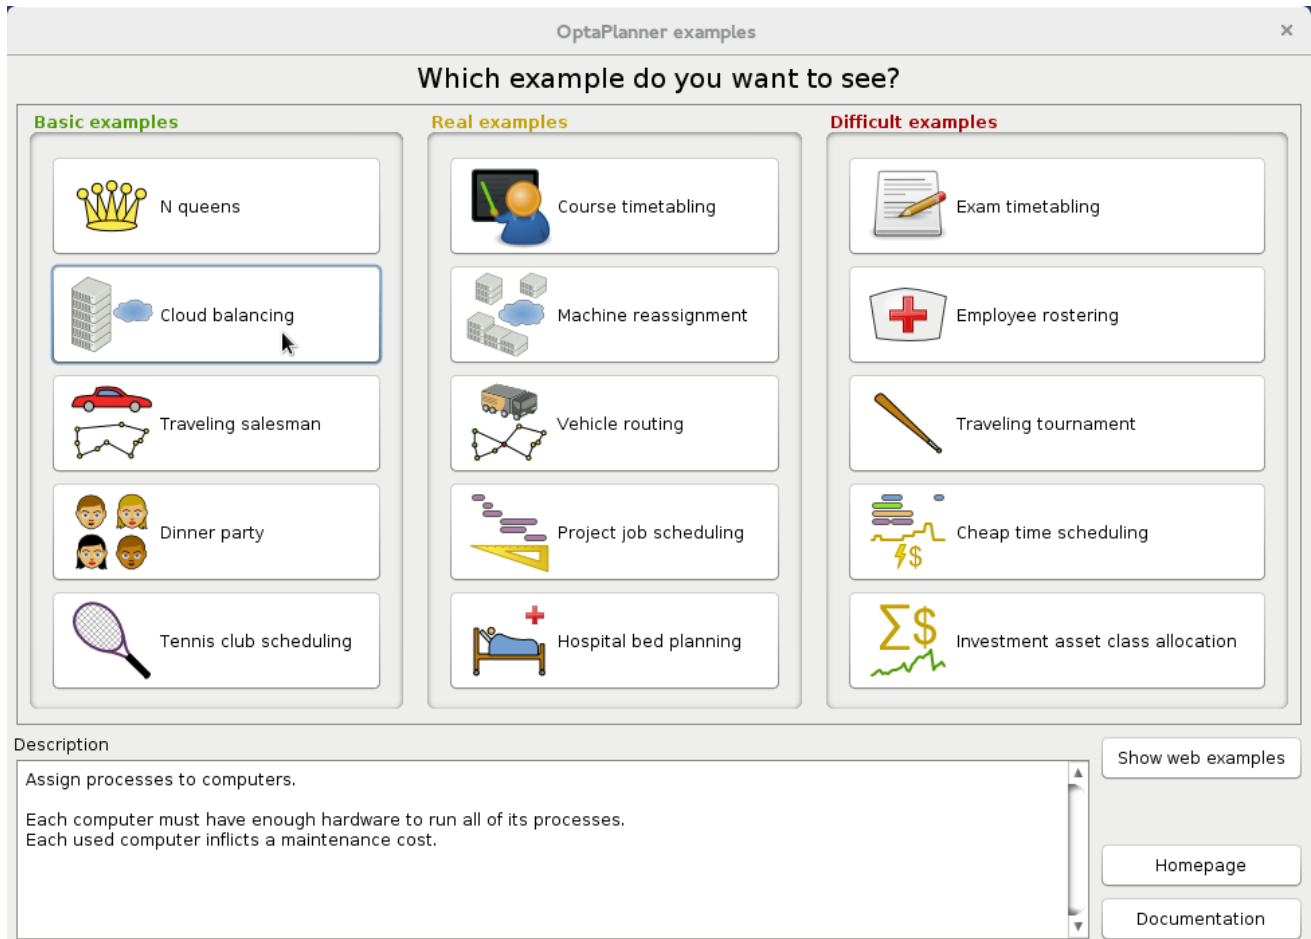 OptaPlanner examples
Which example do you want to see?
Basic examples
N queens
Cloud balancing
Traveling salesman
Dinner party
Tennis club scheduling
Real examples
Course timetabling
Machine reassignment
Vehicle routing
Project job scheduling
Hospital bed planning
Difficult examples
Exam timetabling
Employee rostering
Traveling tournament
Cheap time scheduling
Σ$
Investment asset class allocation
Description
Assign processes to computers.
Each computer must have enough hardware to run all of its processes.
Each used computer inflicts a maintenance cost.
Show web examples
Homepage
Documentation